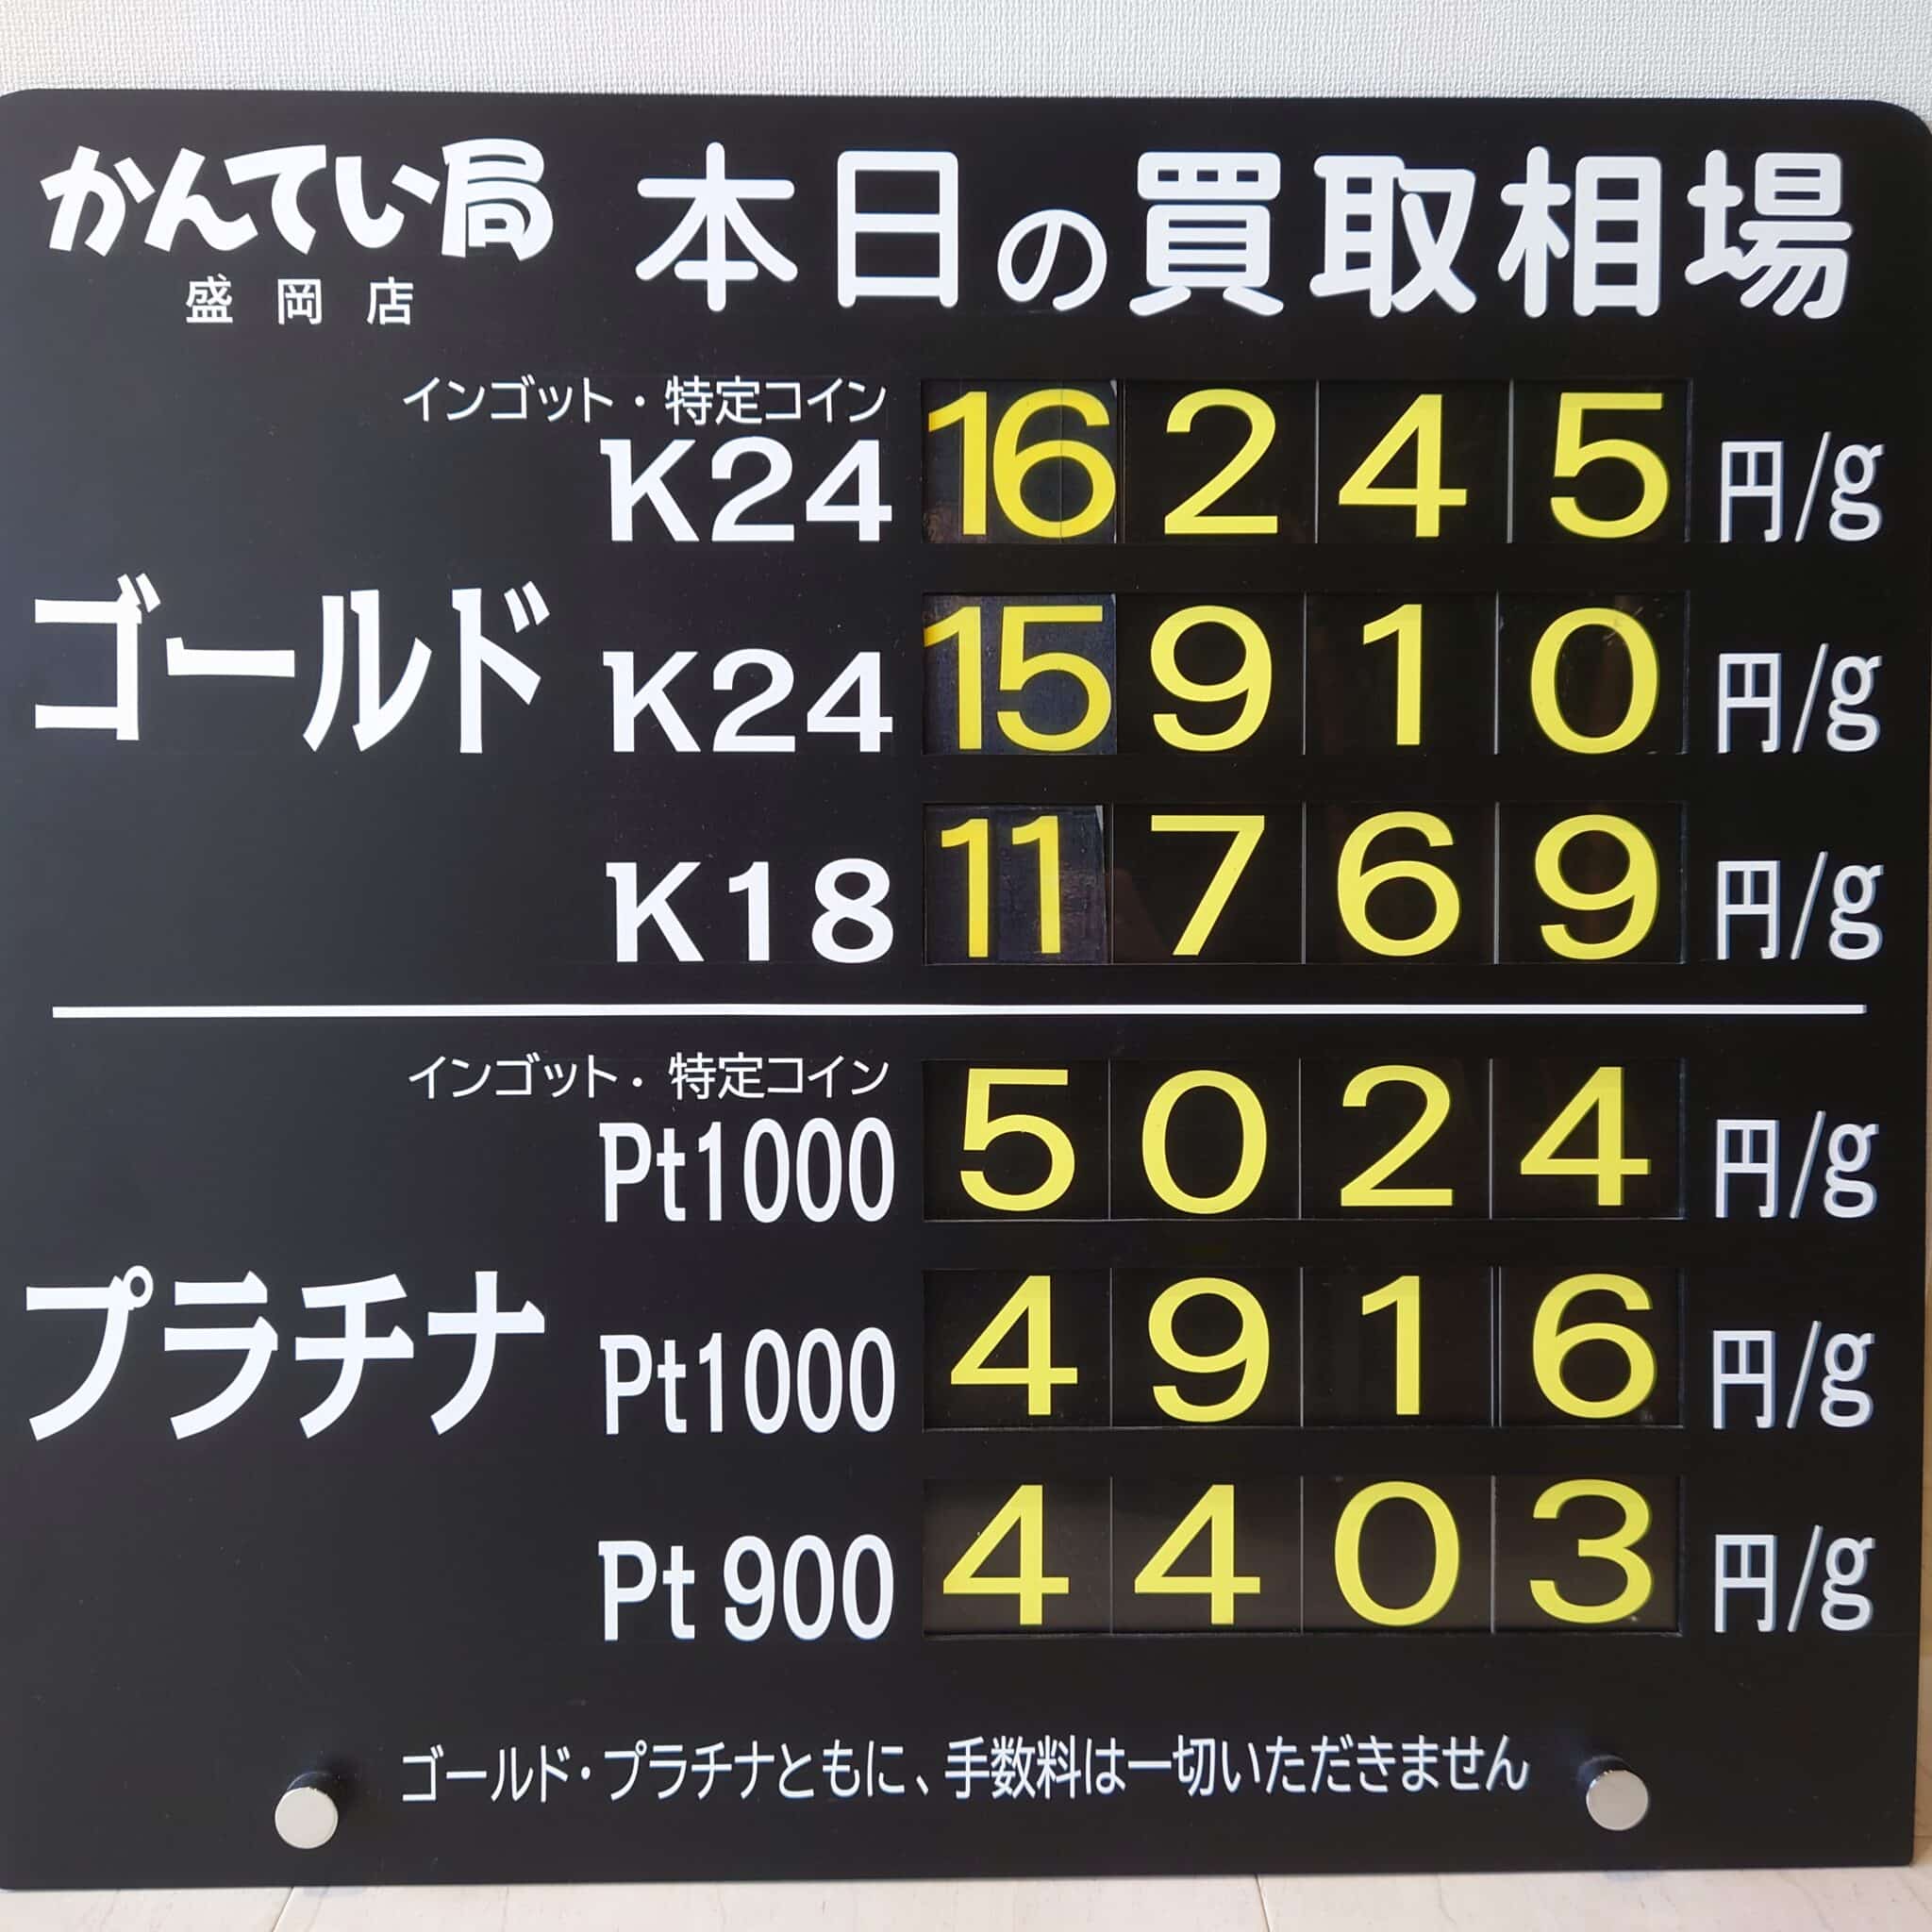 かんてい局 本日の買取相場
盛岡店
インゴット・特定コイン
K24 16245 円/g
ゴールド K24 15910 円/g
K18 11769 円/g
インゴット・特定コイン
Pt1000 5024 円/g
プラチナ Pt1000 4916 円/g
Pt900 4403 円/g
ゴールド・プラチナともに、手数料は一切いただきません